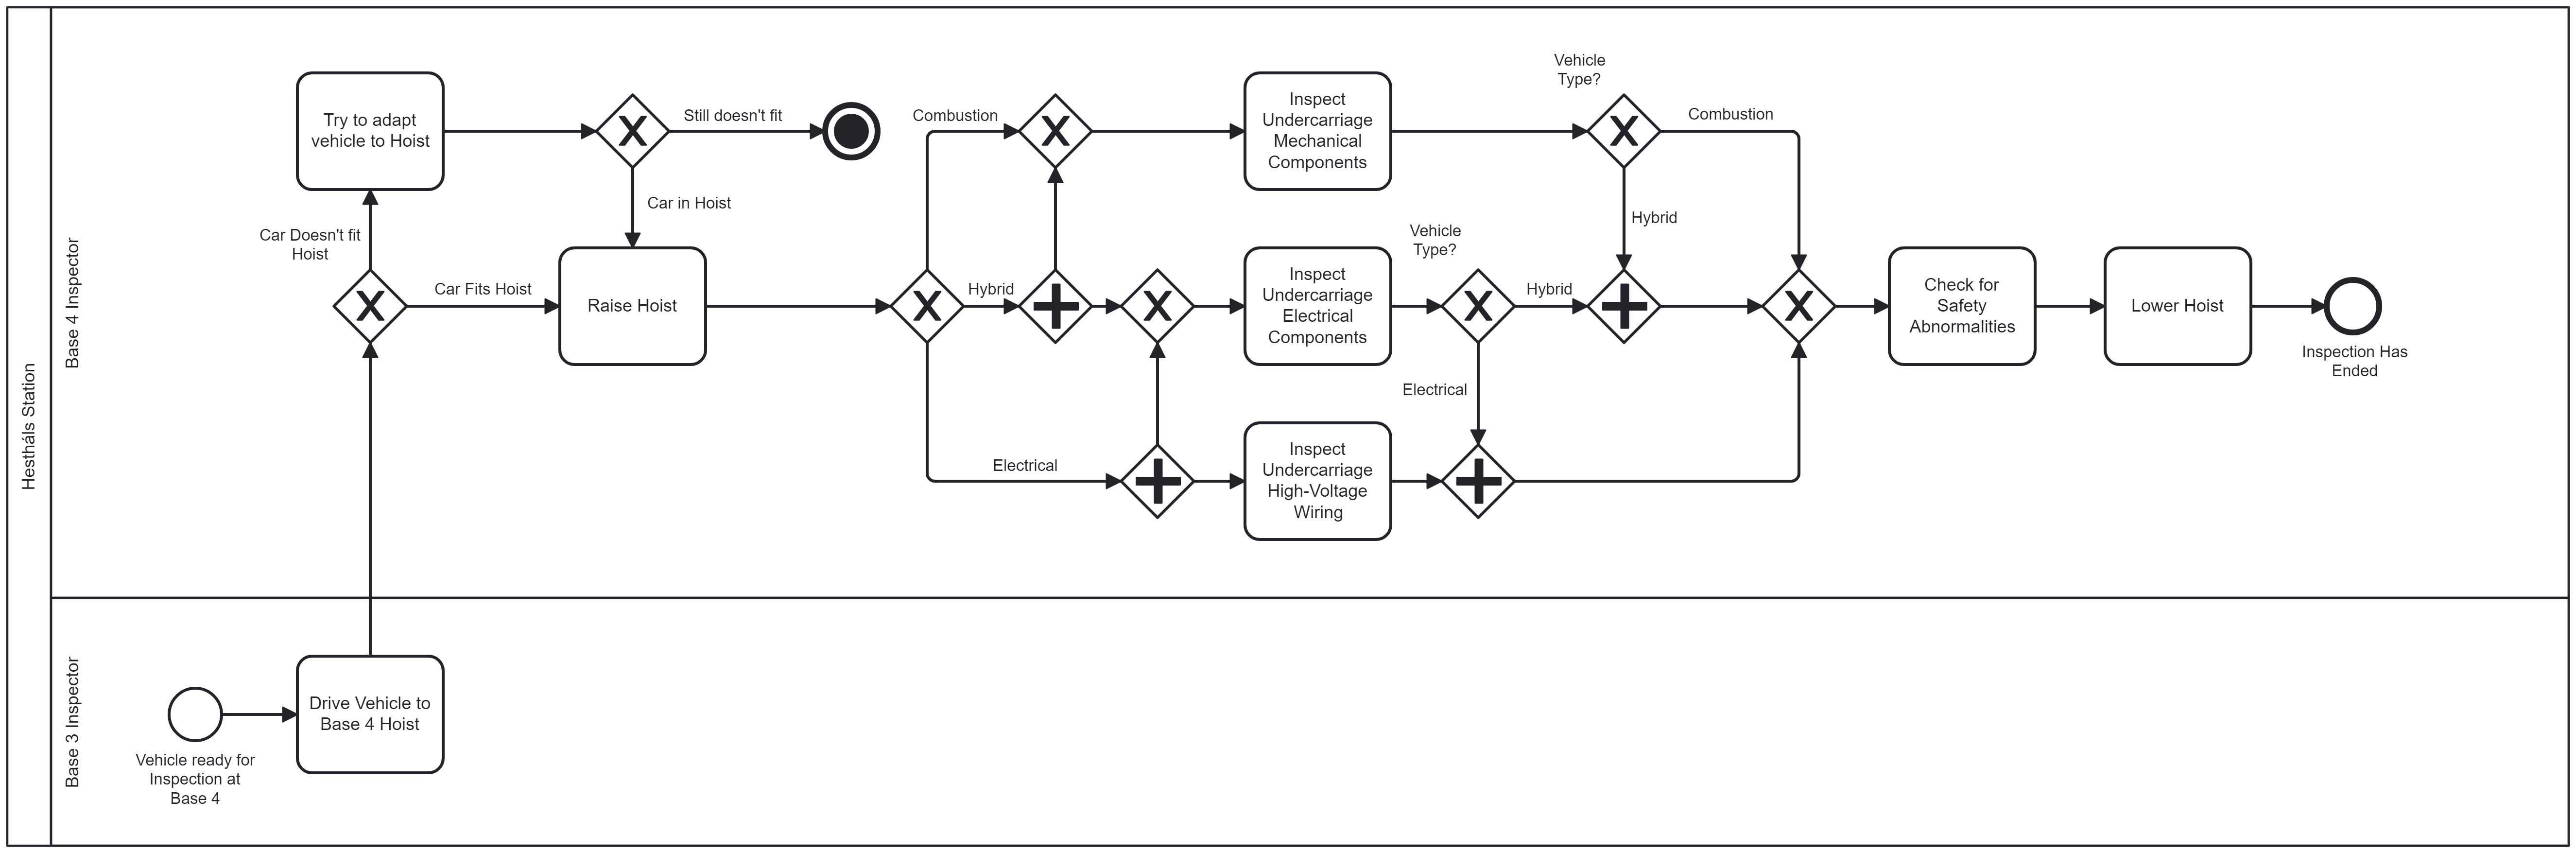 Hestháls Station
Base 4 Inspector
Try to adapt
vehicle to Hoist
Still doesn't fit
Car in Hoist
Car Doesn't fit
Hoist
Car Fits Hoist
Raise Hoist
Combustion
Hybrid
Electrical
Inspect
Undercarriage
Mechanical
Components
Inspect
Undercarriage
Electrical
Components
Inspect
Undercarriage
High-Voltage
Wiring
Vehicle
Type?
Combustion
Hybrid
Vehicle
Type?
Hybrid
Electrical
Check for
Safety
Abnormalities
Lower Hoist
Inspection Has
Ended
Base 3 Inspector
Vehicle ready for
Inspection at
Base 4
Drive Vehicle to
Base 4 Hoist